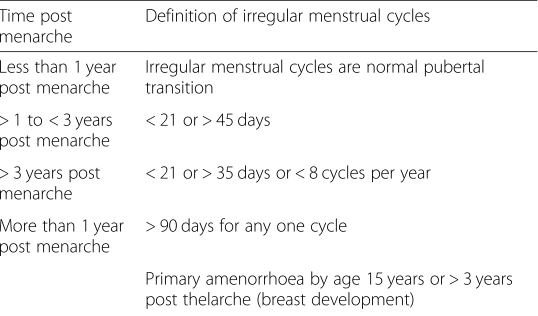 Time post Definition of irregular menstrual cycles
menarche
Less than 1 year Irregular menstrual cycles are normal pubertal
post menarche transition
> 1 to < 3 years < 21 or > 45 days
post menarche
> 3 years post < 21 or > 35 days or < 8 cycles per year
menarche
More than 1 year > 90 days for any one cycle
post menarche
Primary amenorrhoea by age 15 years or > 3 years
post thelarche (breast development)